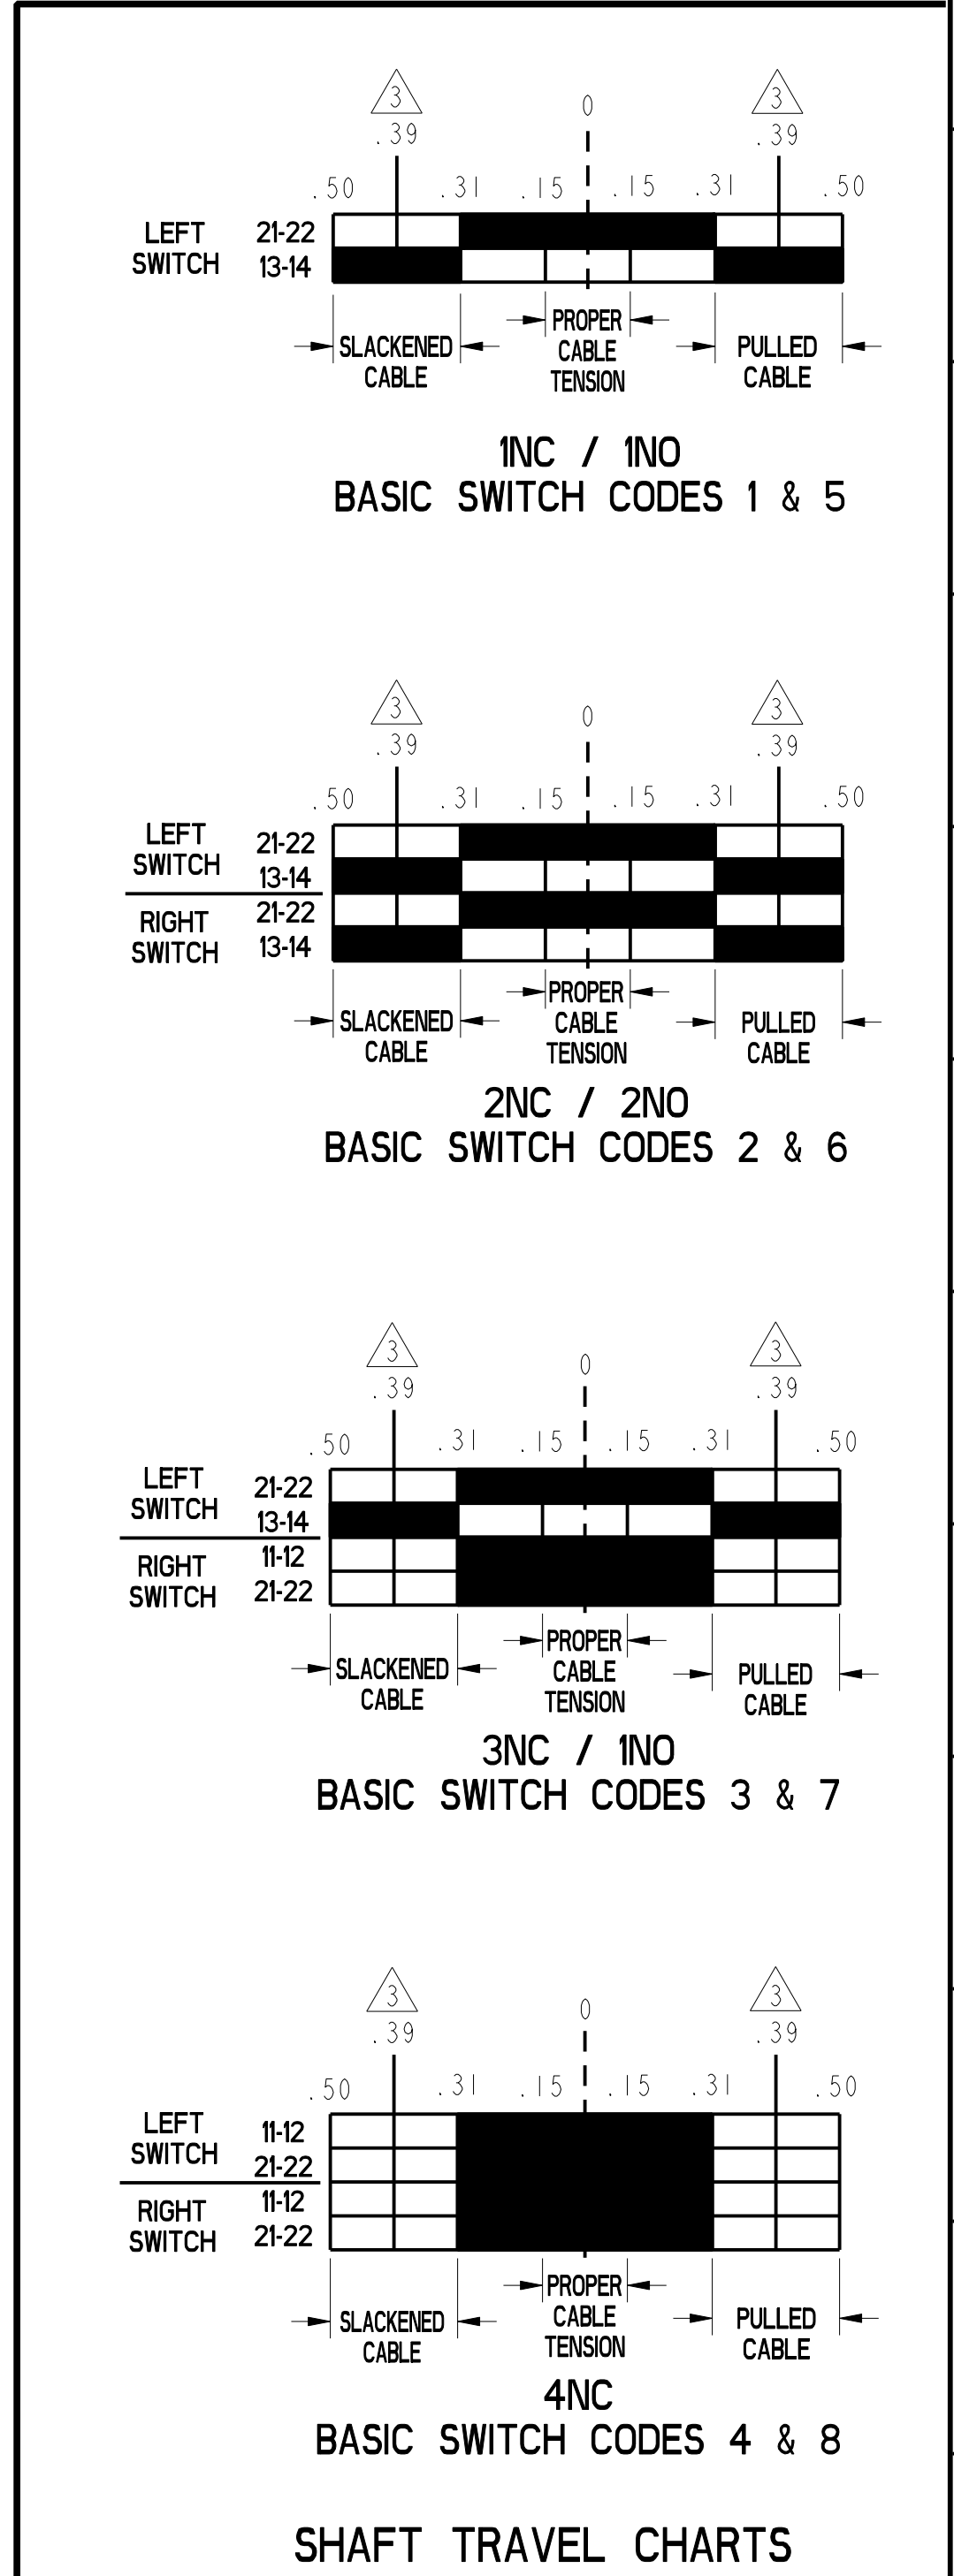 3 0 3
.39 .39
.50 .31 .15 .15 .31 .50
LEFT 21-22
SWITCH 13-14
SLACKENED PROPER PULLED
CABLE CABLE CABLE
TENSION
1NC / 1NO
BASIC SWITCH CODES 1 & 5
3 0 3
.39 .39
.50 .31 .15 .15 .31 .50
LEFT 21-22
SWITCH 13-14
RIGHT 21-22
SWITCH 13-14
SLACKENED PROPER PULLED
CABLE CABLE CABLE
TENSION
2NC / 2NO
BASIC SWITCH CODES 2 & 6
3 0 3
.39 .39
.50 .31 .15 .15 .31 .50
LEFT 21-22
SWITCH 13-14
RIGHT 11-12
SWITCH 21-22
SLACKENED PROPER PULLED
CABLE CABLE CABLE
TENSION
3NC / 1NO
BASIC SWITCH CODES 3 & 7
3 0 3
.39 .39
.50 .31 .15 .15 .31 .50
LEFT 11-12
SWITCH 21-22
RIGHT 11-12
SWITCH 21-22
SLACKENED PROPER PULLED
CABLE CABLE CABLE
TENSION
4NC
BASIC SWITCH CODES 4 & 8
SHAFT TRAVEL CHARTS